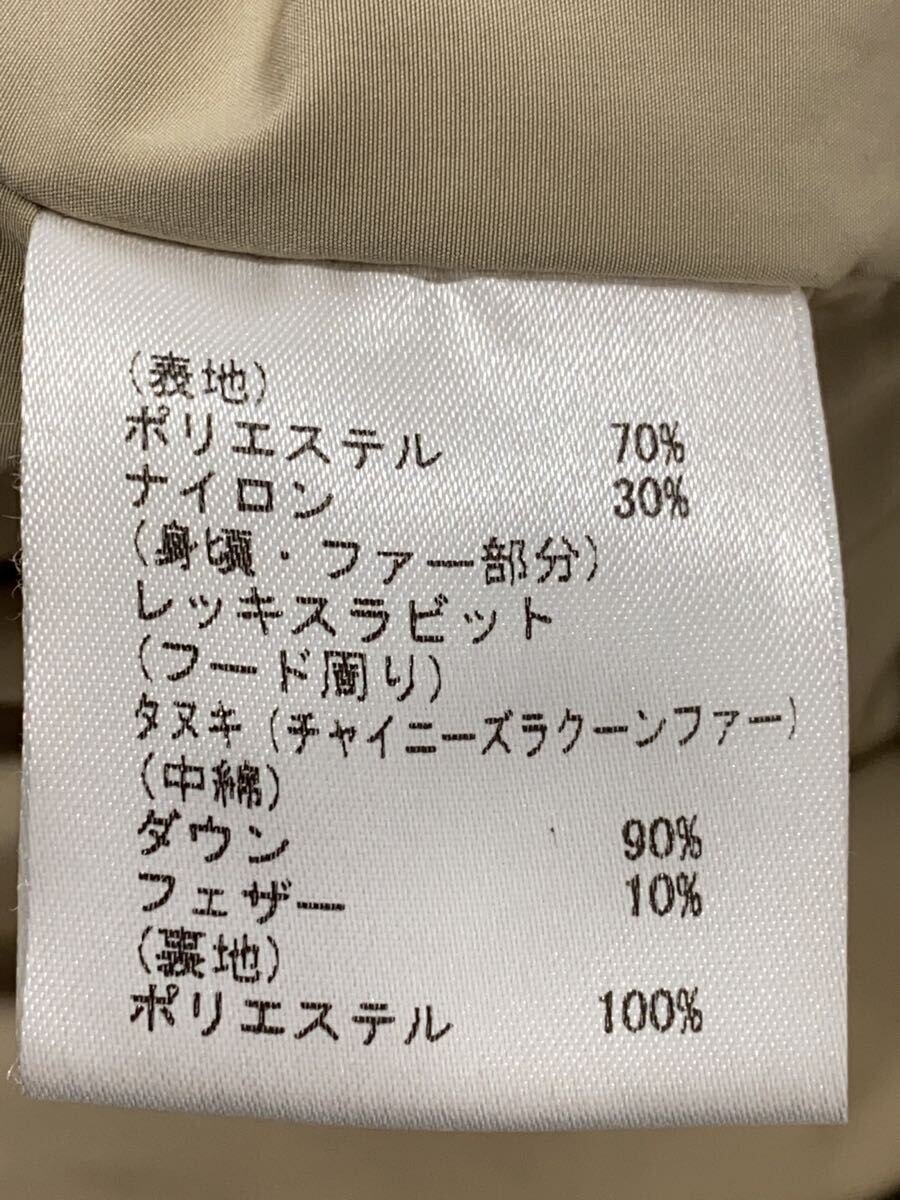 (表地)
ポリエステル 70%
ナイロン 30%
(身頃・ファー部分)
レッキスラビット
(フード周り)
タヌキ(チャイニーズラクーンファー)
(中綿)
ダウン 90%
フェザー 10%
(裏地)
ポリエステル 100%